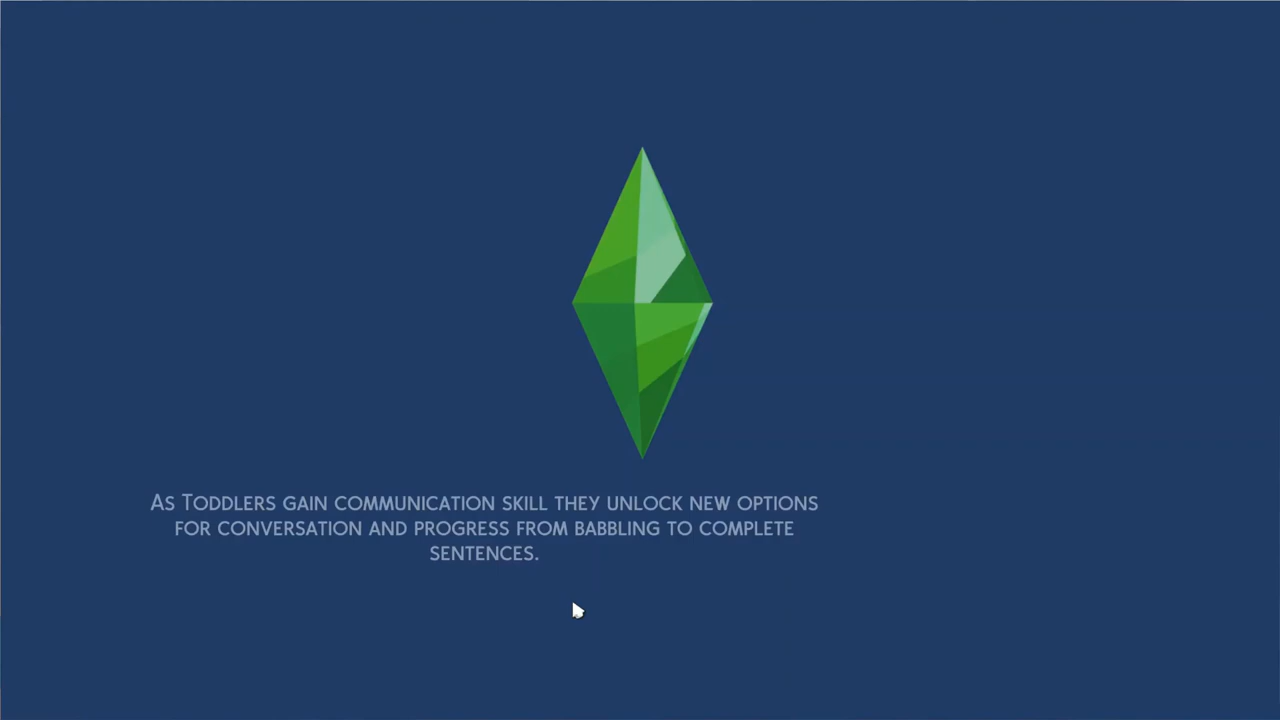 As Toddlers gain communication skill they unlock new options
for conversation and progress from babbling to complete
sentences.